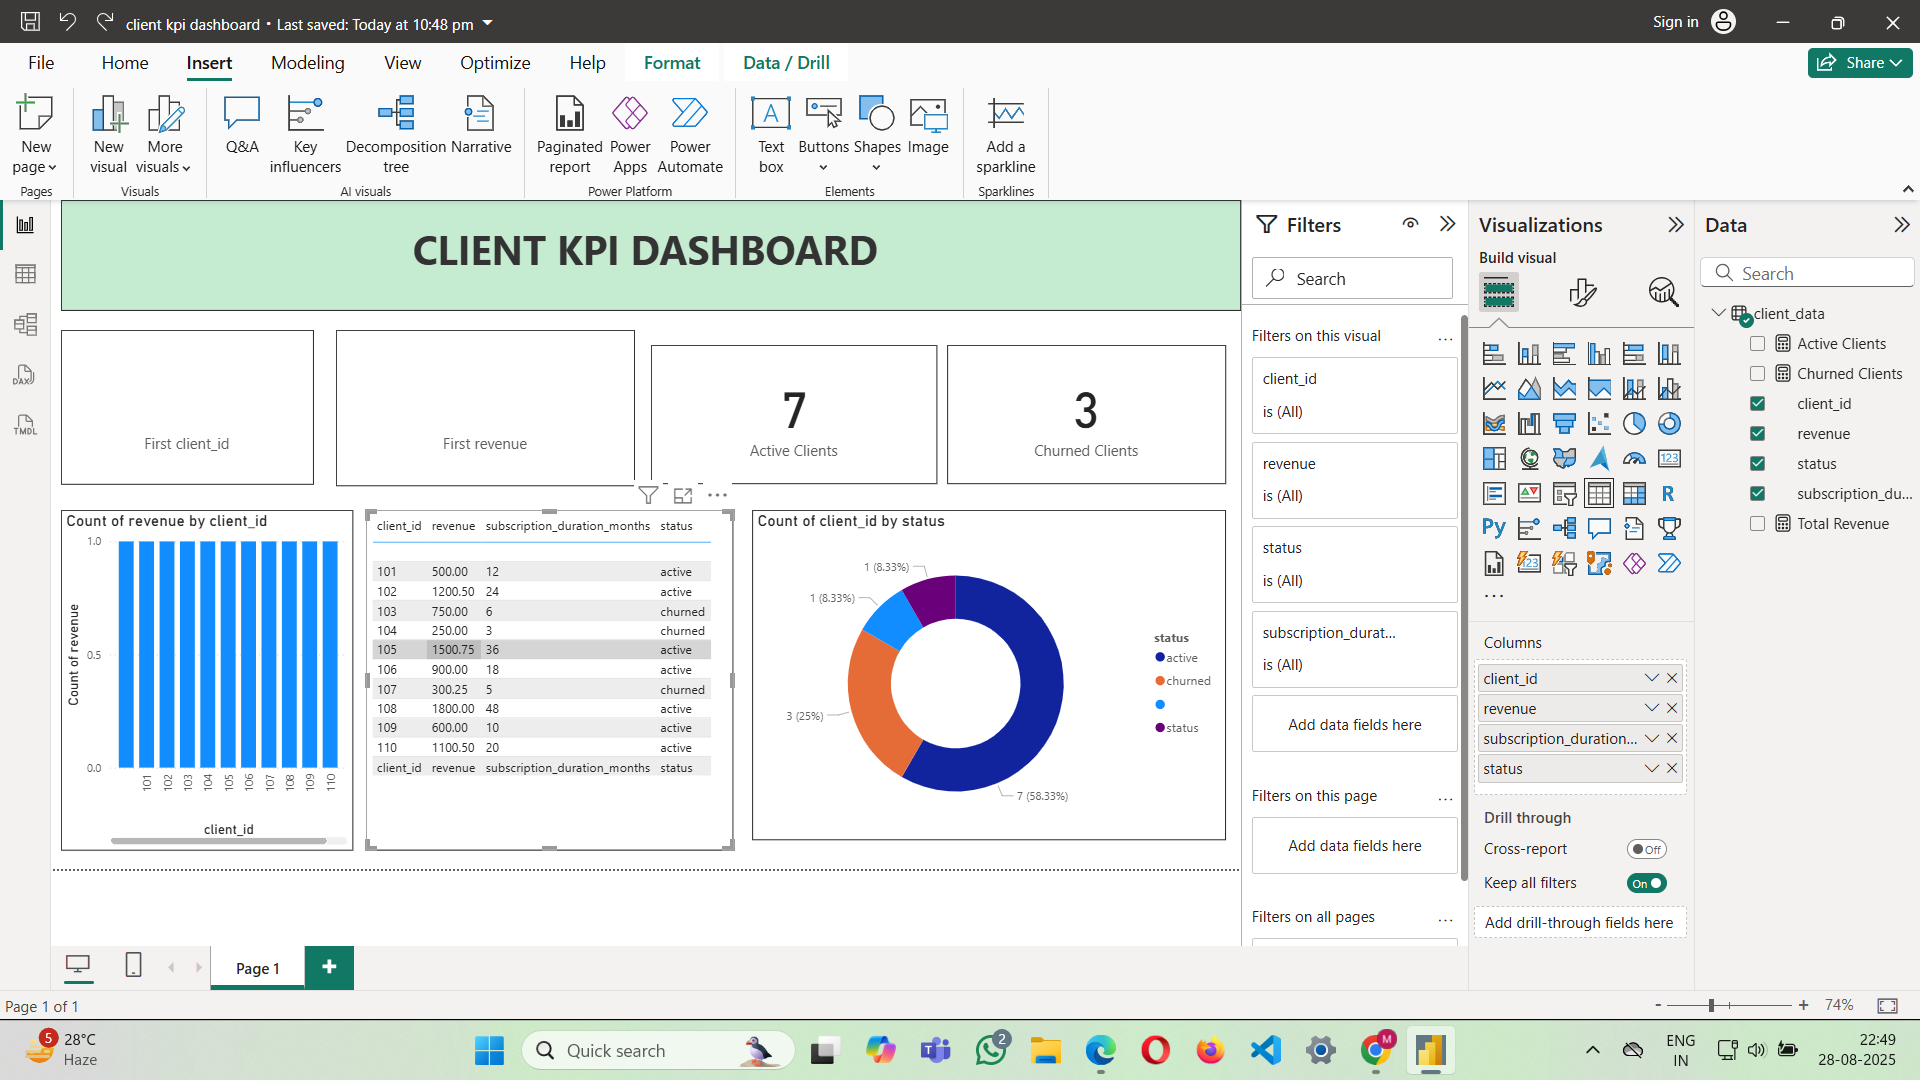 client kpi dashboard • Last saved: Today at 10:48 pm
Sign in
File
Home
Insert
Modeling
View
Optimize
Help
Format
Data / Drill
Share
New page
New visual
More visuals
Q&A
Key influencers
Decomposition tree
Narrative
Paginated report
Power Apps
Power Automate
Text box
Buttons
Shapes
Image
Add a sparkline
Pages
Visuals
AI visuals
Power Platform
Elements
Sparklines
DAX
TMDL
CLIENT KPI DASHBOARD
First client_id
First revenue
7
Active Clients
3
Churned Clients
Count of revenue by client_id
1.0
0.5
0.0
Count of revenue
101
102
103
104
105
106
107
108
109
110
client_id
client_id revenue subscription_duration_months status
101 500.00 12 active
102 1200.50 24 active
103 750.00 6 churned
104 250.00 3 churned
105 1500.75 36 active
106 900.00 18 active
107 300.25 5 churned
108 1800.00 48 active
109 600.00 10 active
110 1100.50 20 active
client_id revenue subscription_duration_months status
Count of client_id by status
1 (8.33%)
1 (8.33%)
3 (25%)
7 (58.33%)
status
active
churned
status
Filters
Search
Filters on this visual
...
client_id
is (All)
revenue
is (All)
status
is (All)
subscription_durat...
is (All)
Add data fields here
Filters on this page
...
Add data fields here
Filters on all pages
...
Visualizations
Build visual
123
R
Py
123
...
Columns
client_id
revenue
subscription_duration...
status
Drill through
Cross-report
Off
Keep all filters
On
Add drill-through fields here
Data
Search
client_data
Active Clients
Churned Clients
client_id
revenue
status
subscription_du...
Total Revenue
Page 1
+
Page 1 of 1
- + 74%
5
28°C
Haze
Quick search
2
M
ENG
IN
22:49
28-08-2025